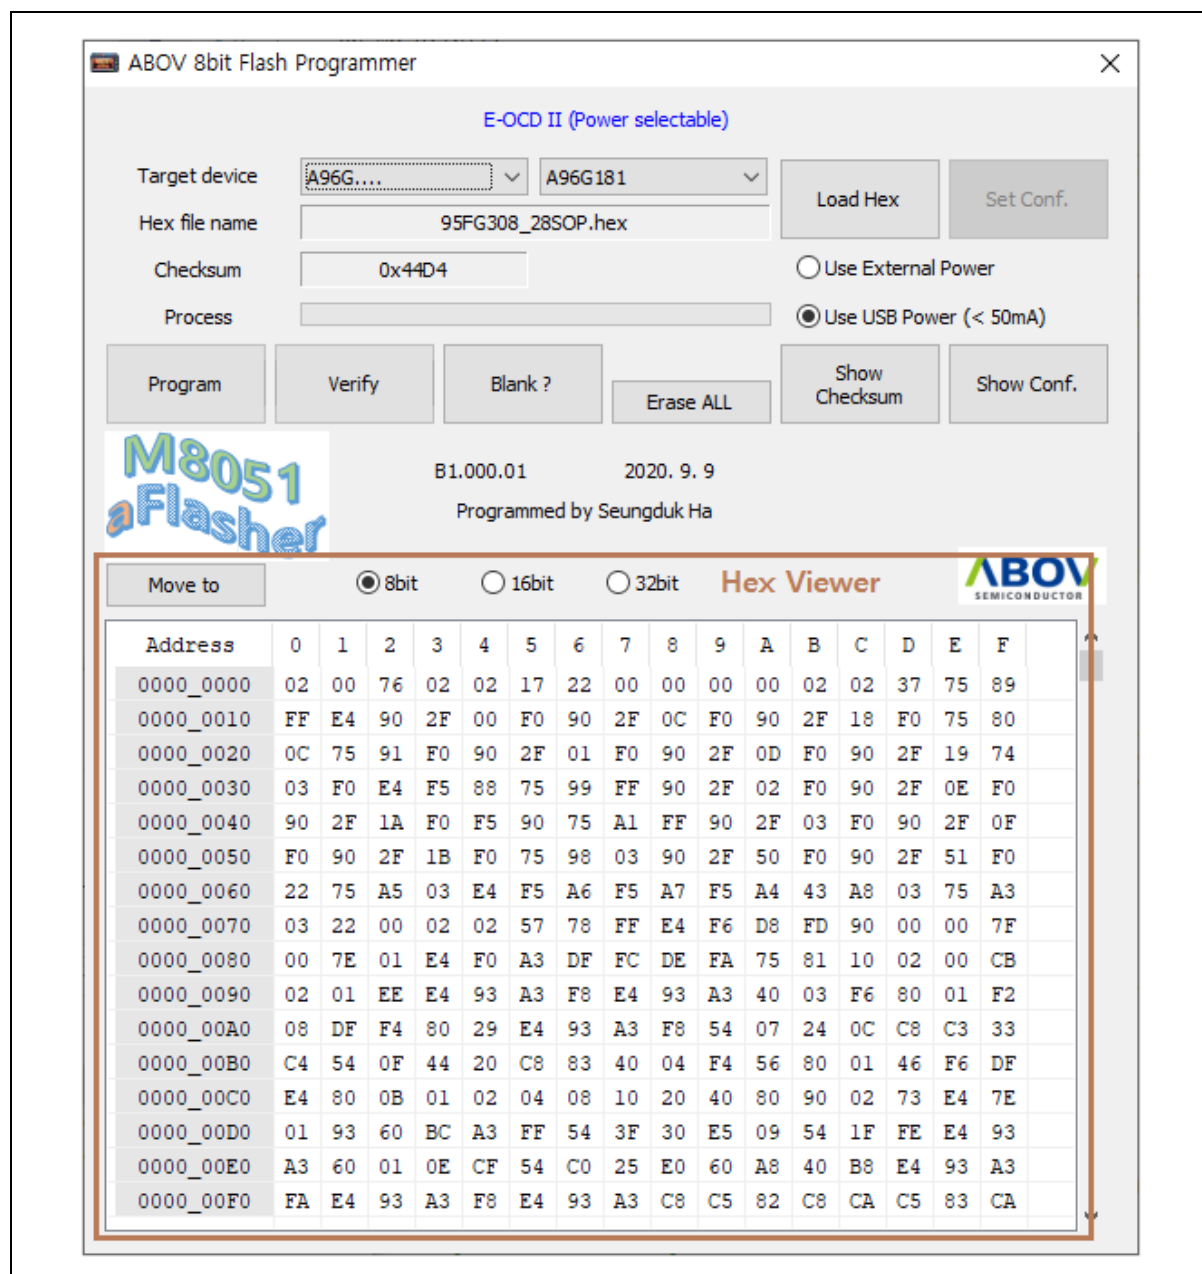 ABOV 8bit Flash Programmer
E-OCD II (Power selectable)
Target device A96G.... A96G181
Load Hex Set Conf.
Hex file name 95FG308_28SOP.hex
Checksum 0x44D4 Use External Power
Process Use USB Power (< 50mA)
Program Verify Blank ? Erase ALL Show Checksum Show Conf.
M8051
aFlasher
B1.000.01 2020. 9. 9
Programmed by Seungduk Ha
Move to 8bit 16bit 32bit Hex Viewer ABOV
SEMICONDUCTOR
Address 0 1 2 3 4 5 6 7 8 9 A B C D E F
0000_0000 02 00 76 02 02 17 22 00 00 00 00 02 02 37 75 89
0000_0010 FF E4 90 2F 00 F0 90 2F 0C F0 90 2F 18 F0 75 80
0000_0020 0C 75 91 F0 90 2F 01 F0 90 2F 0D F0 90 2F 19 74
0000_0030 03 F0 E4 F5 88 75 99 FF 90 2F 02 F0 90 2F 0E F0
0000_0040 90 2F 1A F0 F5 90 75 A1 FF 90 2F 03 F0 90 2F 0F
0000_0050 F0 90 2F 1B F0 75 98 03 90 2F 50 F0 90 2F 51 F0
0000_0060 22 75 A5 03 E4 F5 A6 F5 A7 F5 A4 43 A8 03 75 A3
0000_0070 03 22 00 02 02 57 78 FF E4 F6 D8 FD 90 00 00 7F
0000_0080 00 7E 01 E4 F0 A3 DF FC DE FA 75 81 10 02 00 CB
0000_0090 02 01 EE E4 93 A3 F8 E4 93 A3 40 03 F6 80 01 F2
0000_00A0 08 DF F4 80 29 E4 93 A3 F8 54 07 24 0C C8 C3 33
0000_00B0 C4 54 0F 44 20 C8 83 40 04 F4 56 80 01 46 F6 DF
0000_00C0 E4 80 0B 01 02 04 08 10 20 40 80 90 02 73 E4 7E
0000_00D0 01 93 60 BC A3 FF 54 3F 30 E5 09 54 1F FE E4 93
0000_00E0 A3 60 01 0E CF 54 C0 25 E0 60 A8 40 B8 E4 93 A3
0000_00F0 FA E4 93 A3 F8 E4 93 A3 C8 C5 82 C8 CA C5 83 CA